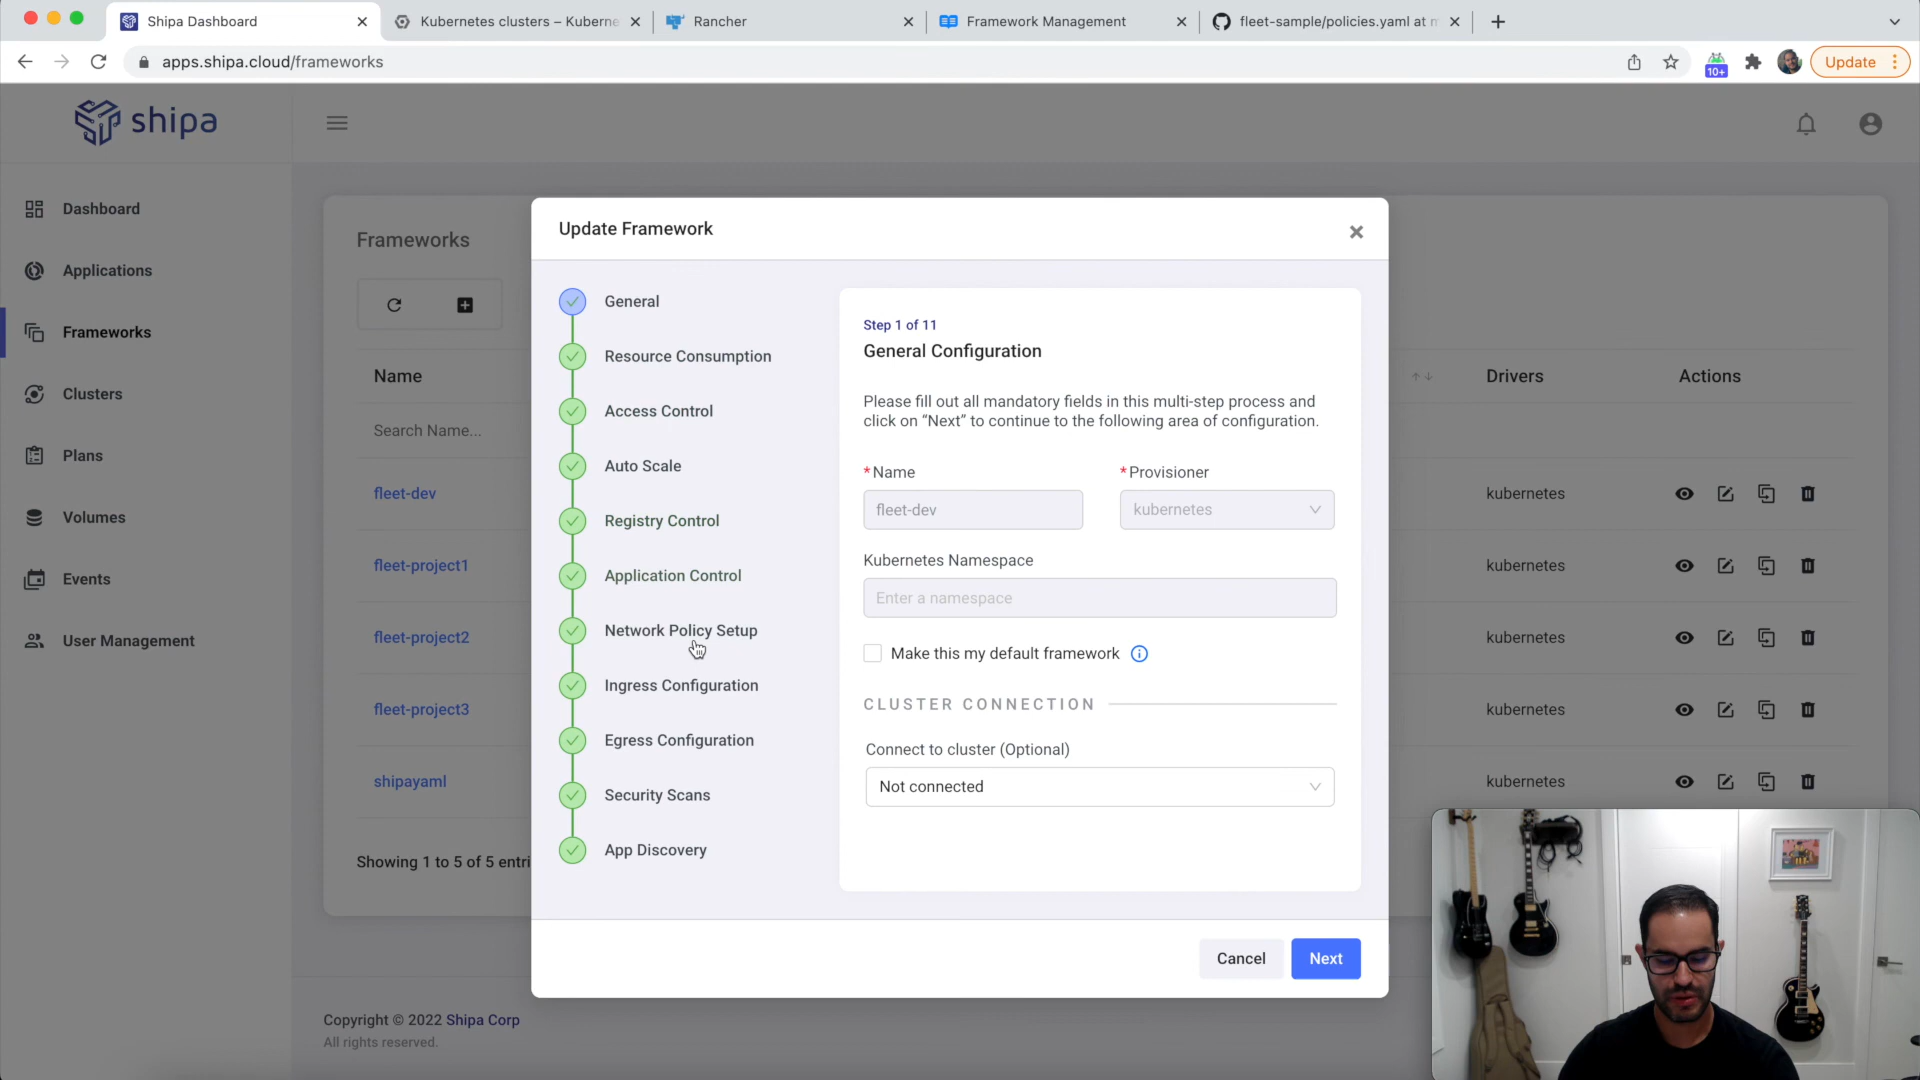 Shipa Dashboard
Kubernetes clusters – Kuberne
Rancher
Framework Management
fleet-sample/policies.yaml at m
apps.shipa.cloud/frameworks
10+
Update
shipa
Dashboard
Applications
Frameworks
Clusters
Plans
Volumes
Events
User Management
Frameworks
Name
Drivers
Actions
Search Name...
fleet-dev
kubernetes
fleet-project1
kubernetes
fleet-project2
kubernetes
fleet-project3
kubernetes
shipayaml
kubernetes
Showing 1 to 5 of 5 entri
Update Framework
General
Resource Consumption
Access Control
Auto Scale
Registry Control
Application Control
Network Policy Setup
Ingress Configuration
Egress Configuration
Security Scans
App Discovery
Step 1 of 11
General Configuration
Please fill out all mandatory fields in this multi-step process and
click on “Next” to continue to the following area of configuration.
*Name
*Provisioner
fleet-dev
kubernetes
Kubernetes Namespace
Enter a namespace
Make this my default framework
CLUSTER CONNECTION
Connect to cluster (Optional)
Not connected
Cancel
Next
Copyright © 2022 Shipa Corp
All rights reserved.